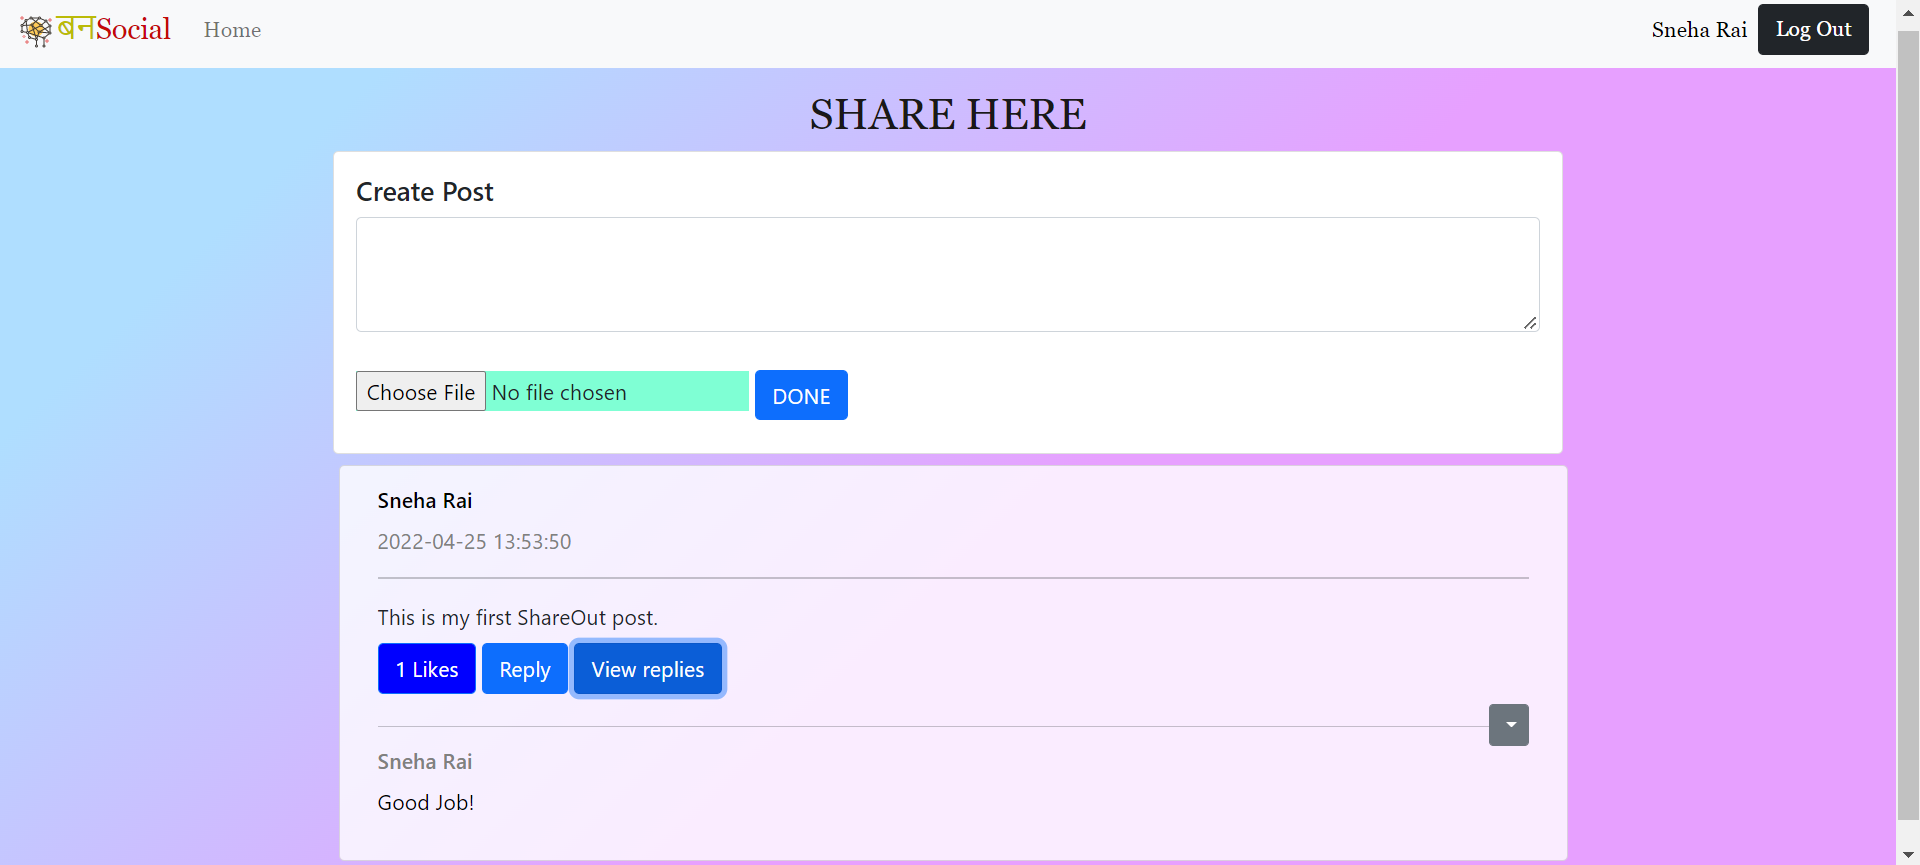 बनSocial Home Sneha Rai Log Out
SHARE HERE
Create Post
Choose File No file chosen DONE
Sneha Rai
2022-04-25 13:53:50
This is my first ShareOut post.
1 Likes Reply View replies
Sneha Rai
Good Job!